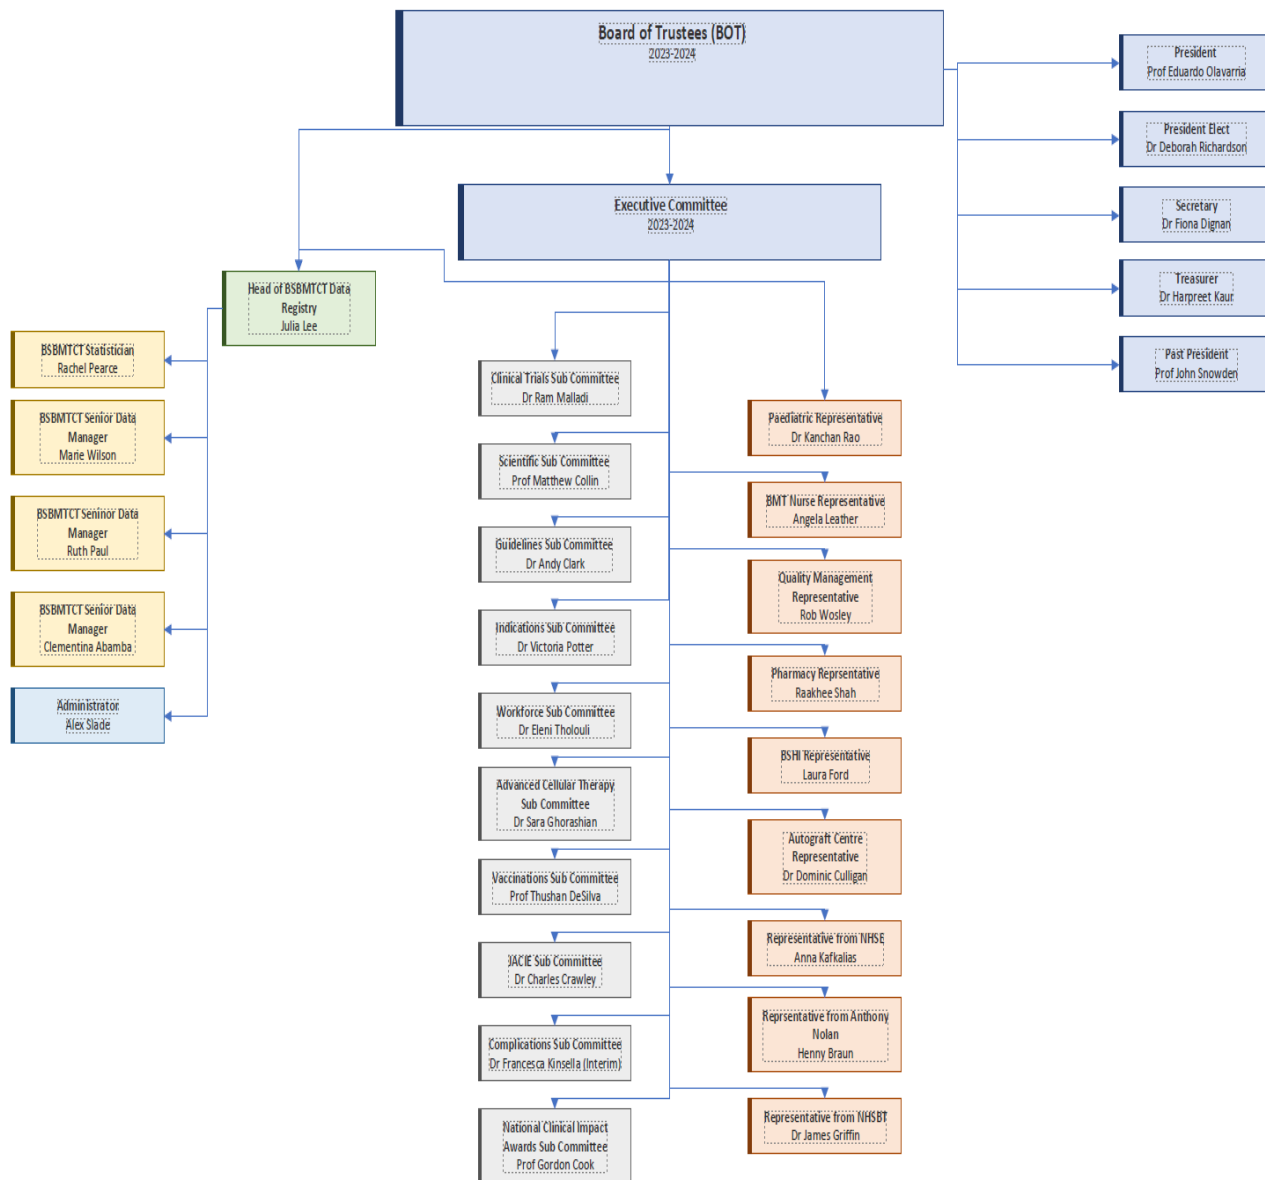 Board of Trustees (BOT)
2023-2024
President
Prof Eduardo Olavarria
President Elect
Dr Deborah Richardson
Secretary
Dr Fiona Dignan
Treasurer
Dr Harpreet Kaur
Past President
Prof John Snowden
Executive Committee
2023-2024
Head of BSBMTCT Data
Registry
Julia Lee
BSBMTCT Statistician
Rachel Pearce
BSBMTCT Senior Data
Manager
Marie Wilson
BSBMTCT Seninor Data
Manager
Ruth Paul
BSBMTCT Senior Data
Manager
Clementina Abamba
Administrator
Alex Slade
Clinical Trials Sub Committee
Dr Ram Malladi
Scientific Sub Committee
Prof Matthew Collin
Guidelines Sub Committee
Dr Andy Clark
Indications Sub Committee
Dr Victoria Potter
Workforce Sub Committee
Dr Eleni Tholouli
Advanced Cellular Therapy
Sub Committee
Dr Sara Ghorashian
Vaccinations Sub Committee
Prof Thushan DeSilva
JACIE Sub Committee
Dr Charles Crawley
Complications Sub Committee
Dr Francesca Kinsella (Interim)
National Clinical Impact
Awards Sub Committee
Prof Gordon Cook
Paediatric Representative
Dr Kanchan Rao
BMT Nurse Representative
Angela Leather
Quality Management
Representative
Rob Wosley
Pharmacy Reprsentative
Raakhee Shah
BSHI Representative
Laura Ford
Autograft Centre
Representative
Dr Dominic Culligan
Representative from NHSE
Anna Kafkalias
Representative from Anthony
Nolan
Henny Braun
Representative from NHSBT
Dr James Griffin